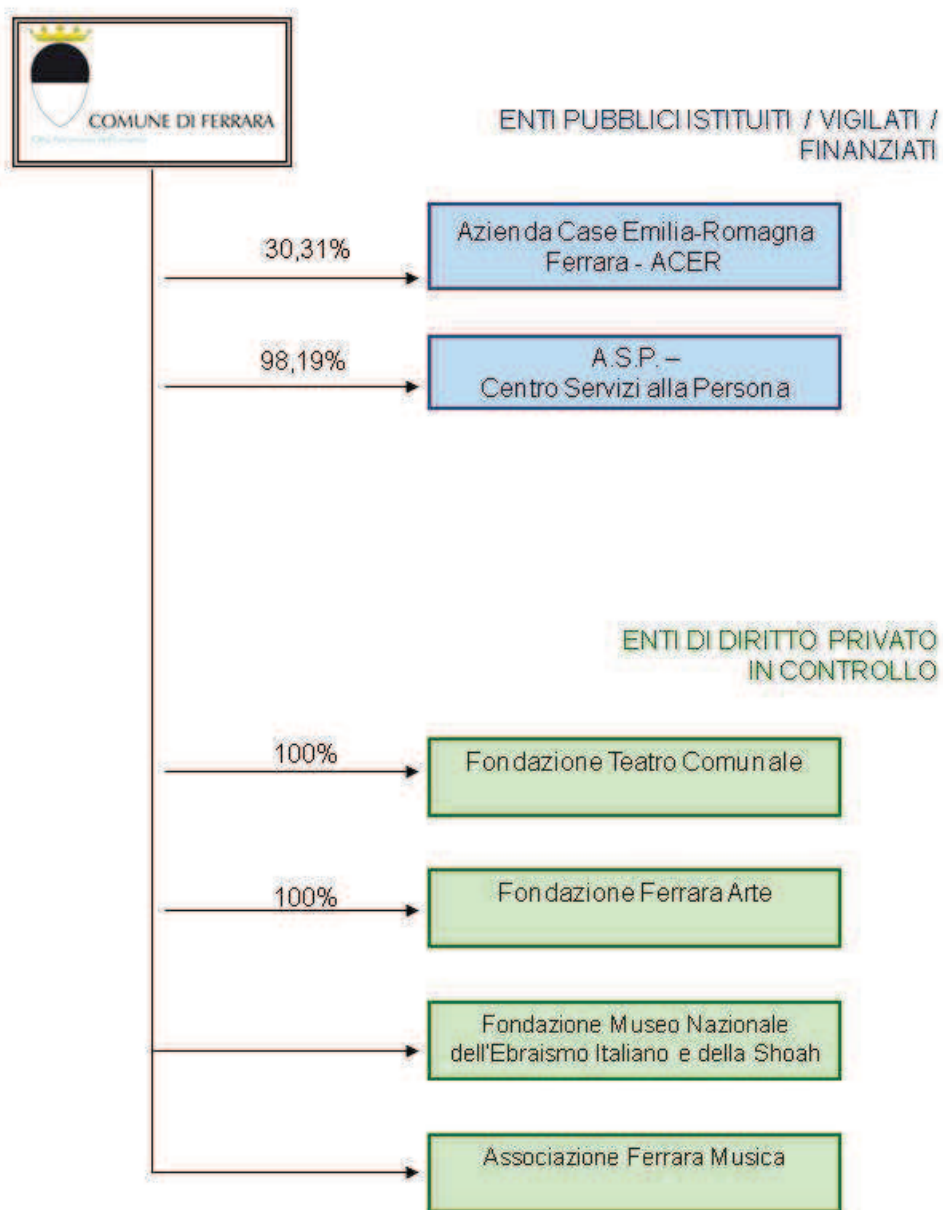 COMUNE DI FERRARA
ENTI PUBBLICI ISTITUITI / VIGILATI /
FINANZIATI
30,31%
Azienda Case Emilia-Romagna
Ferrara - ACER
98,19%
A.S.P. –
Centro Servizi alla Persona
ENTI DI DIRITTO PRIVATO
IN CONTROLLO
100%
Fondazione Teatro Comunale
100%
Fondazione Ferrara Arte
Fondazione Museo Nazionale
dell'Ebraismo Italiano e della Shoah
Associazione Ferrara Musica